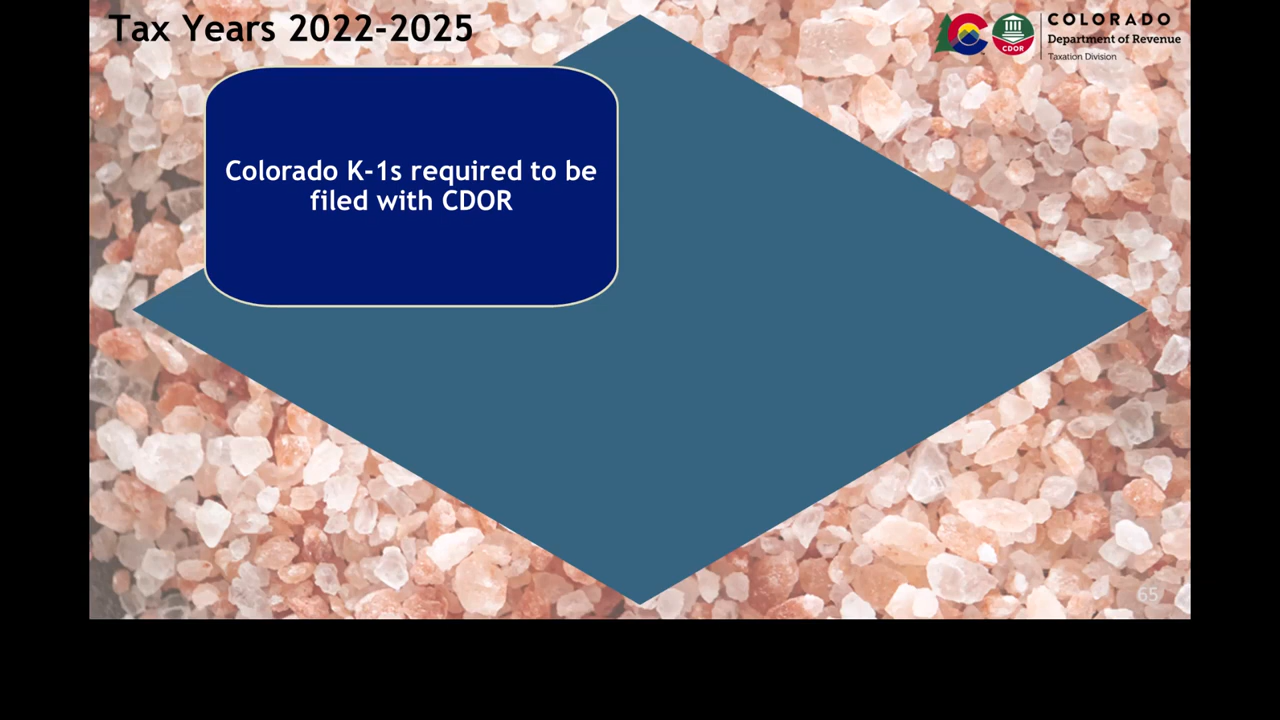 Tax Years 2022-2025
COLORADO
Department of Revenue
Taxation Division
CDOR
Colorado K-1s required to be
filed with CDOR
65